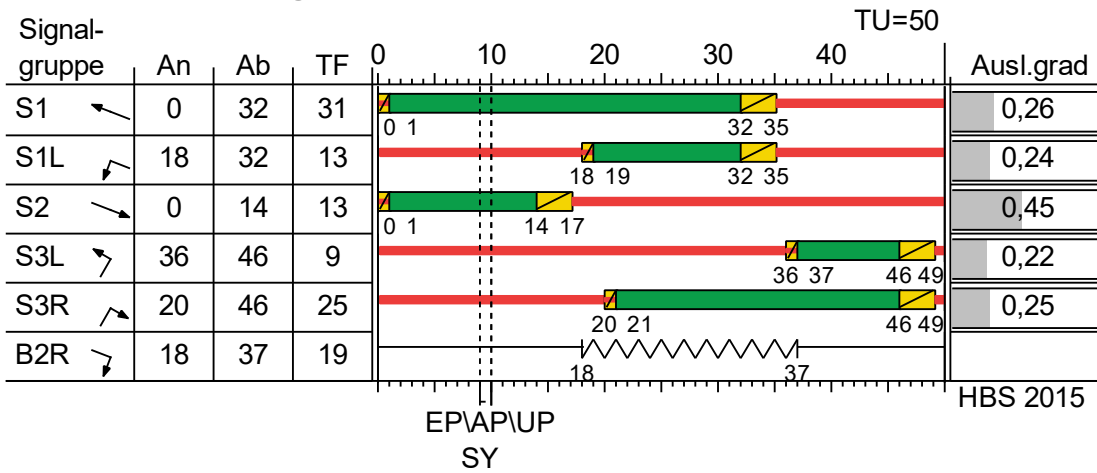 TU=50
Signal-
gruppe An Ab TF 0 10 20 30 40 Ausl.grad
S1 0 32 31 0,26
0 1 32 35
S1L 18 32 13 0,24
18 19 32 35
S2 0 14 13 0,45
0 1 14 17
S3L 36 46 9 0,22
36 37 46 49
S3R 20 46 25 0,25
20 21 46 49
B2R 18 37 19
18 37
HBS 2015
EP\AP\UP
SY